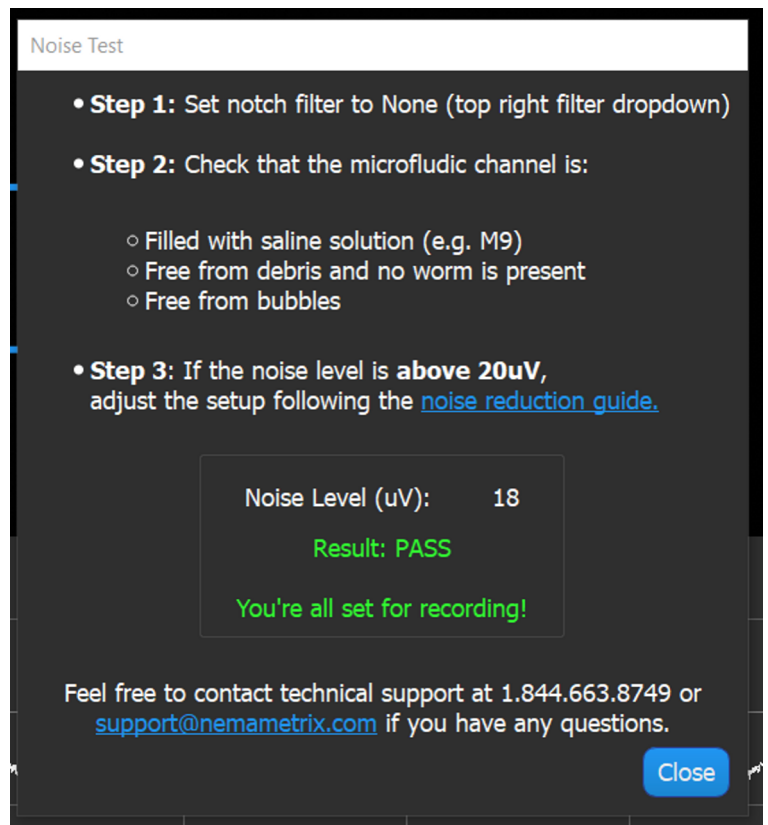 Noise Test
• Step 1: Set notch filter to None (top right filter dropdown)
• Step 2: Check that the microfludic channel is:
○ Filled with saline solution (e.g. M9)
○ Free from debris and no worm is present
○ Free from bubbles
• Step 3: If the noise level is above 20uV,
adjust the setup following the noise reduction guide.
Noise Level (uV): 18
Result: PASS
You're all set for recording!
Feel free to contact technical support at 1.844.663.8749 or
support@nemametrix.com if you have any questions.
Close